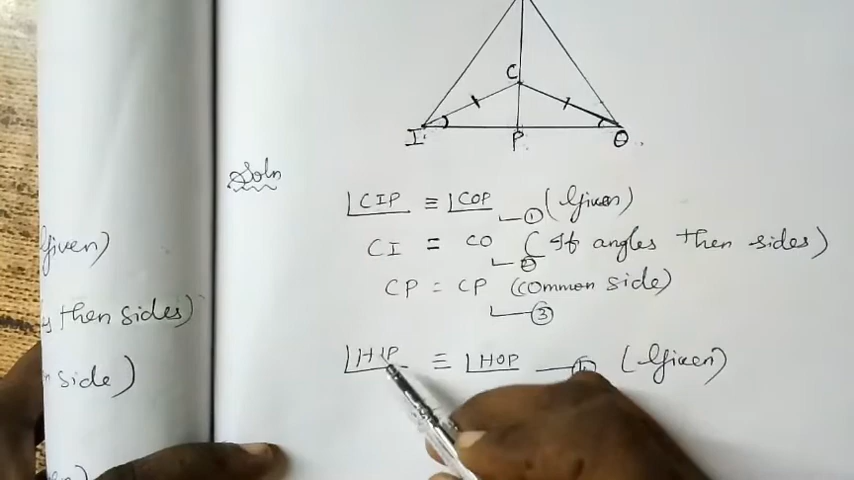 C
I P O
Soln
∠CIP ≡ ∠COP — ① (Given)
CI = CO (If angles then sides)
— ②
CP = CP (common side)
— ③
∠HIP ≡ ∠HOP — (Given)
Given)
then sides)
side)